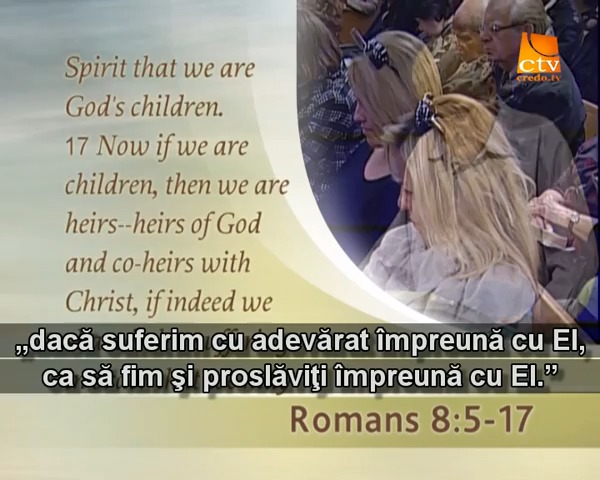 ctv
credo.tv
Spirit that we are
God's children.
17 Now if we are
children, then we are
heirs--heirs of God
and co-heirs with
Christ, if indeed we
„dacă suferim cu adevărat împreună cu El,
ca să fim şi proslăviţi împreună cu El.”
Romans 8:5-17